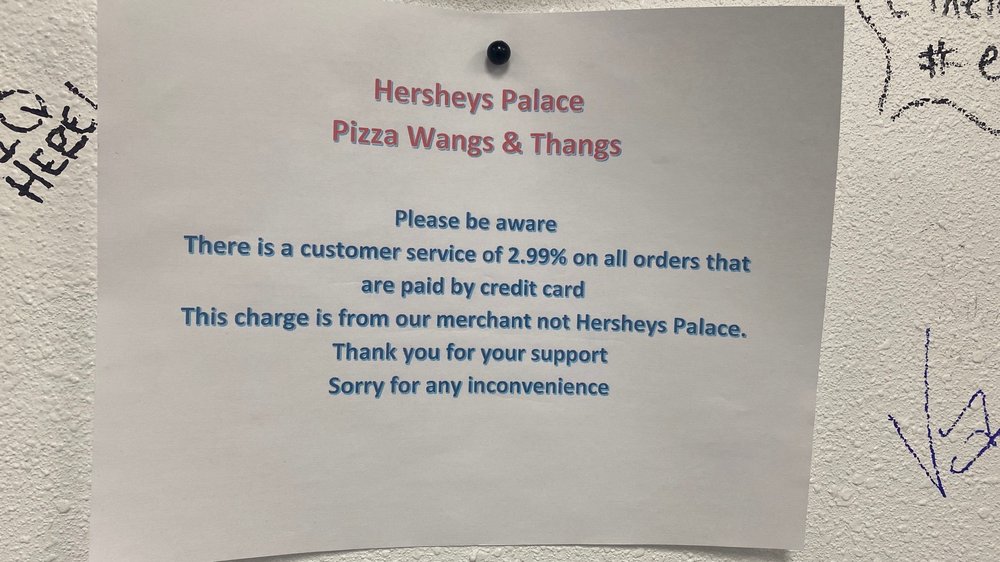 Hersheys Palace
Pizza Wangs & Thangs
Please be aware
There is a customer service of 2.99% on all orders that
are paid by credit card
This charge is from our merchant not Hersheys Palace.
Thank you for your support
Sorry for any inconvenience
HERE!
#